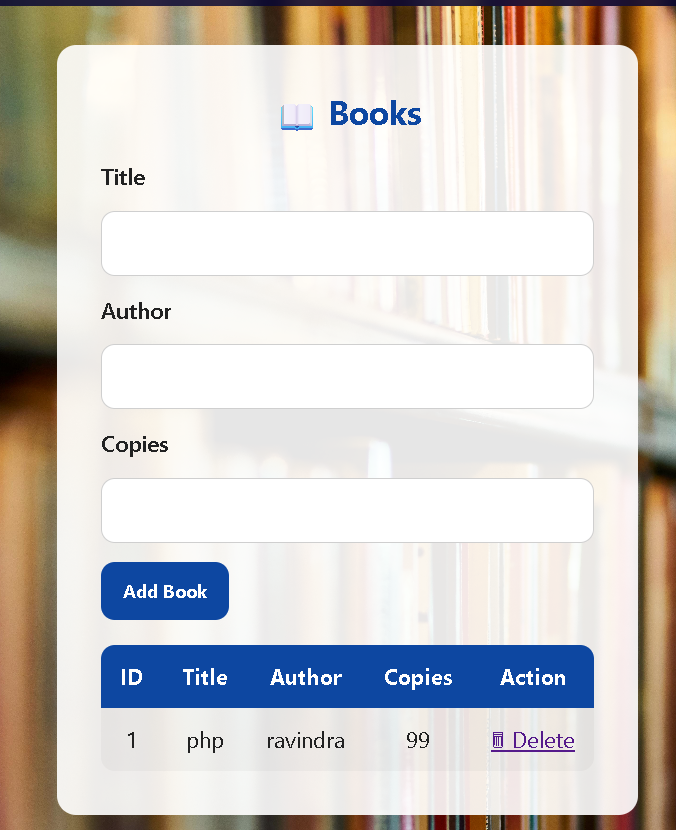 📖 Books
Title
Author
Copies
Add Book
ID Title Author Copies Action
1 php ravindra 99 🗑 Delete